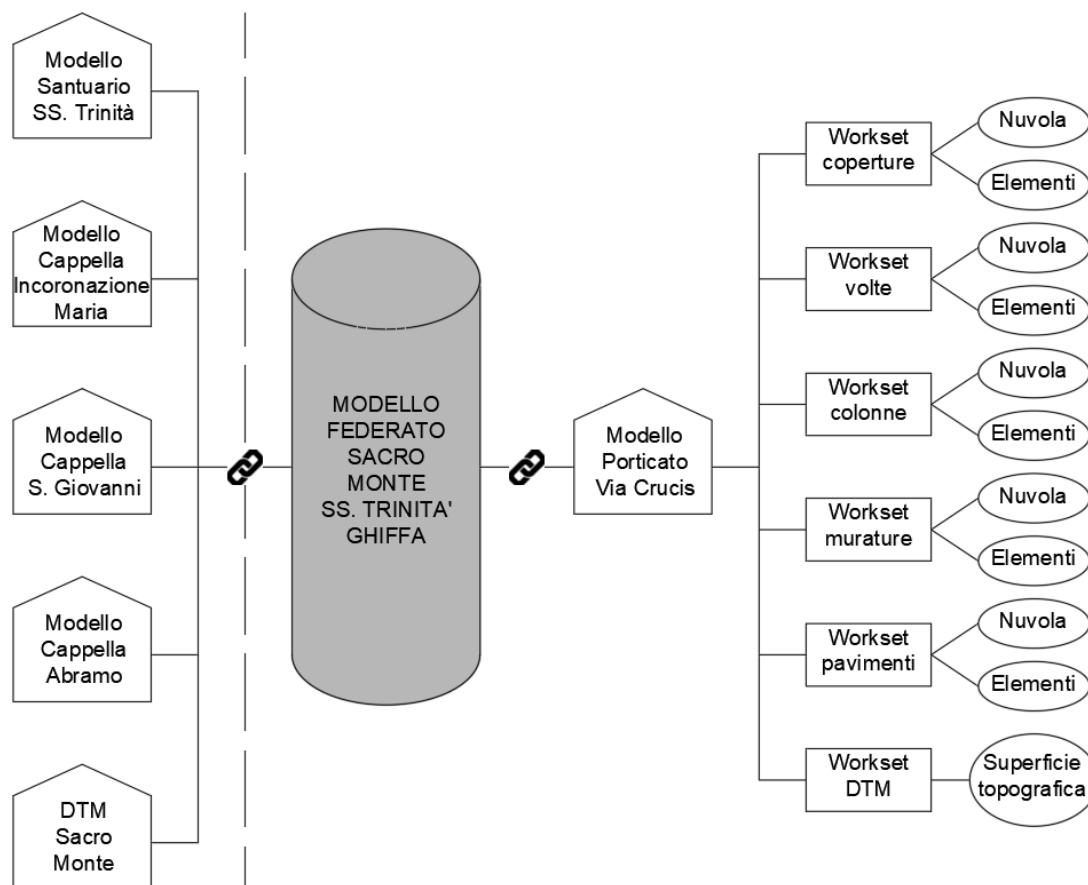 Modello
Santuario
SS. Trinità
Modello
Cappella
Incoronazione
Maria
Modello
Cappella
S. Giovanni
Modello
Cappella
Abramo
DTM
Sacro
Monte
MODELLO
FEDERATO
SACRO
MONTE
SS. TRINITA'
GHIFFA
Modello
Porticato
Via Crucis
Workset
coperture
Nuvola
Elementi
Workset
volte
Nuvola
Elementi
Workset
colonne
Nuvola
Elementi
Workset
murature
Nuvola
Elementi
Workset
pavimenti
Nuvola
Elementi
Workset
DTM
Superficie
topografica